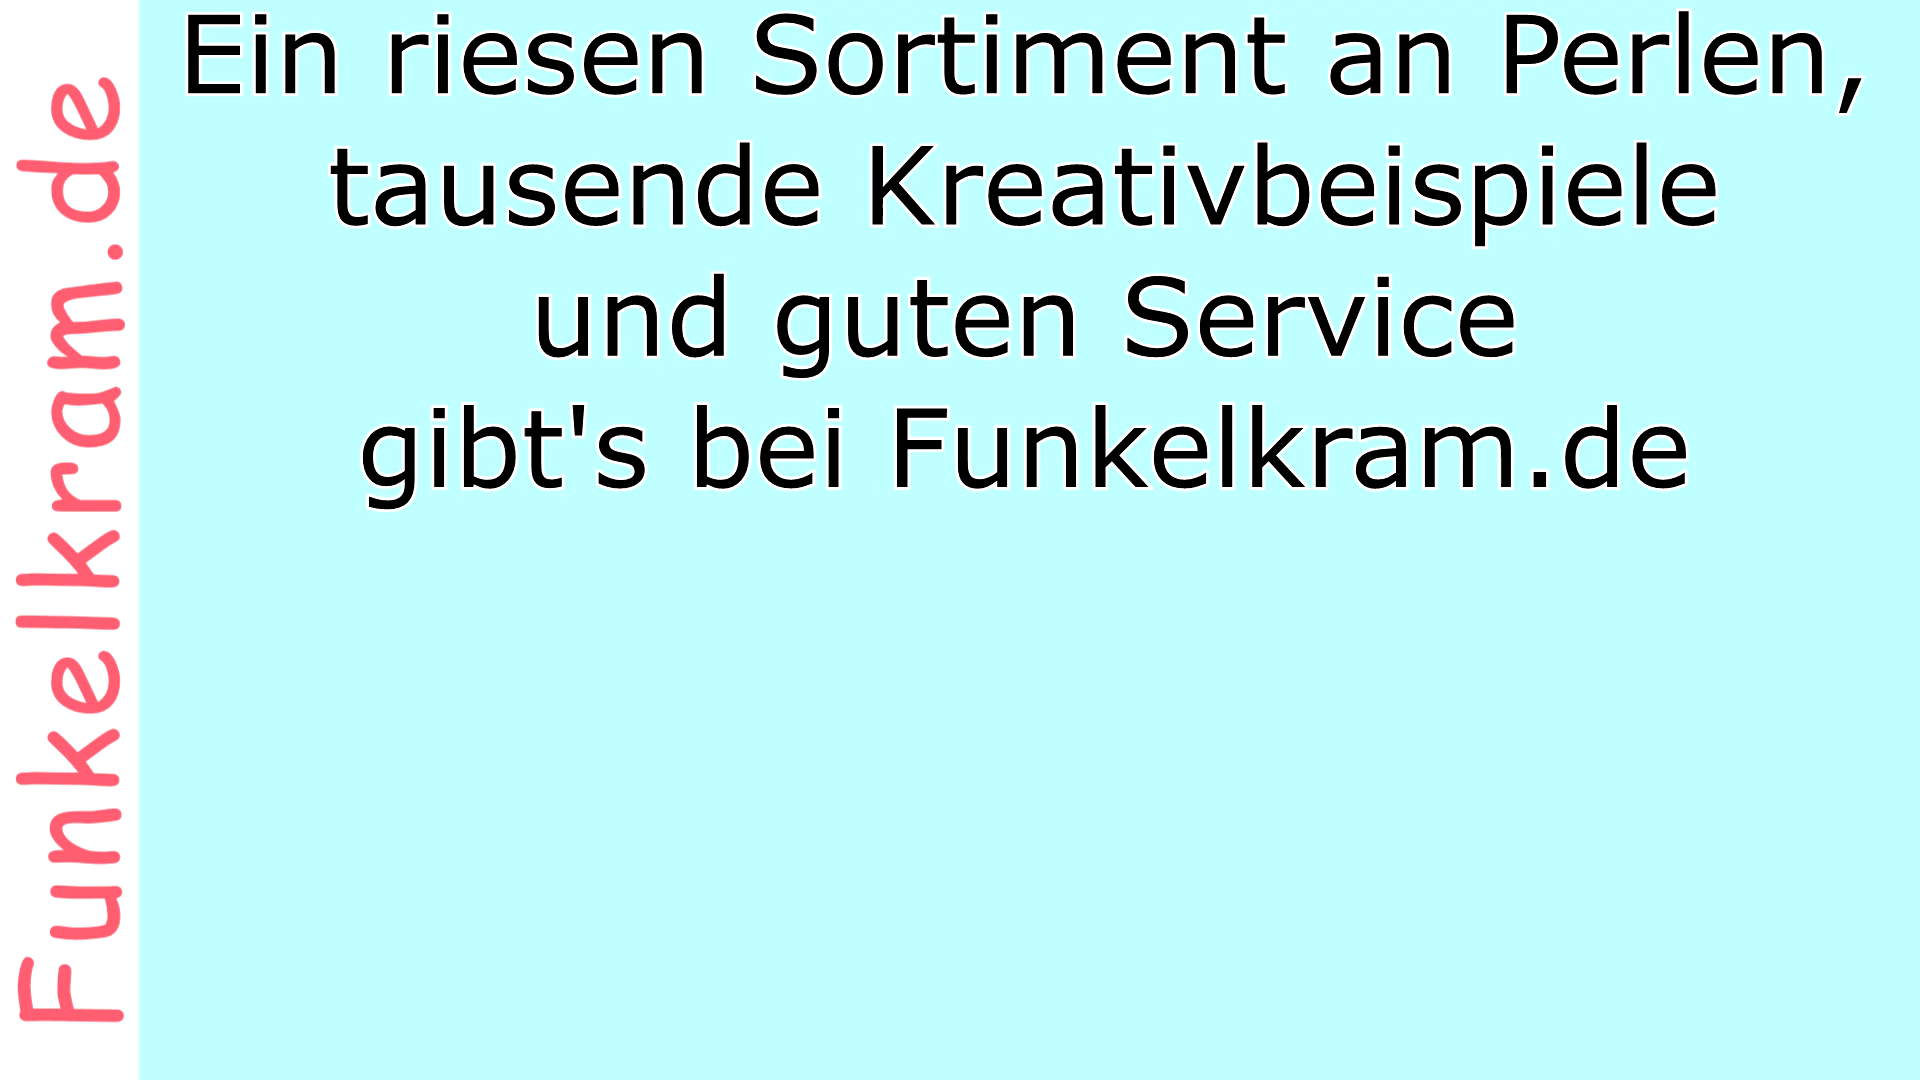 Funkelkram.de
Ein riesen Sortiment an Perlen,
tausende Kreativbeispiele
und guten Service
gibt's bei Funkelkram.de